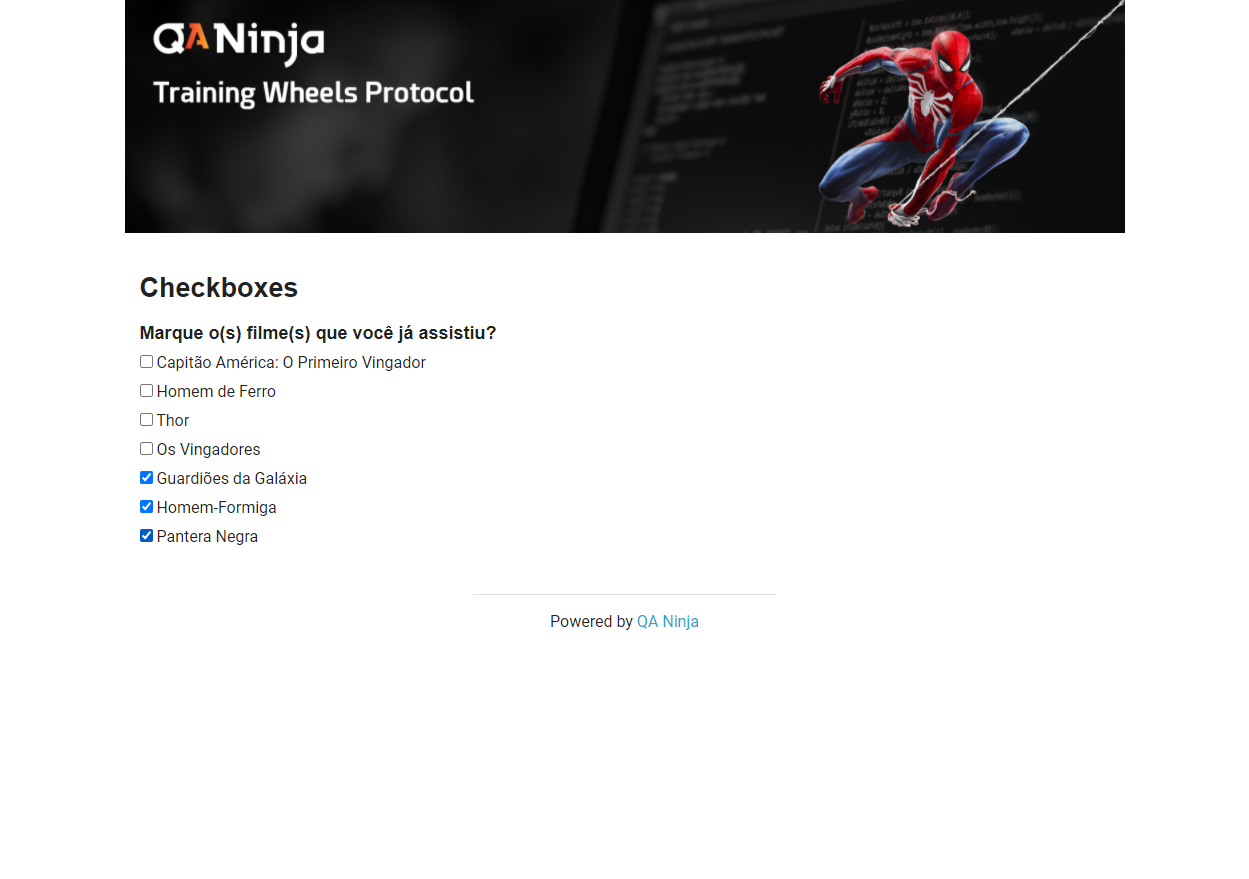 QANinja
Training Wheels Protocol
Checkboxes
Marque o(s) filme(s) que você já assistiu?
Capitão América: O Primeiro Vingador
Homem de Ferro
Thor
Os Vingadores
Guardiões da Galáxia
Homem-Formiga
Pantera Negra
Powered by QA Ninja